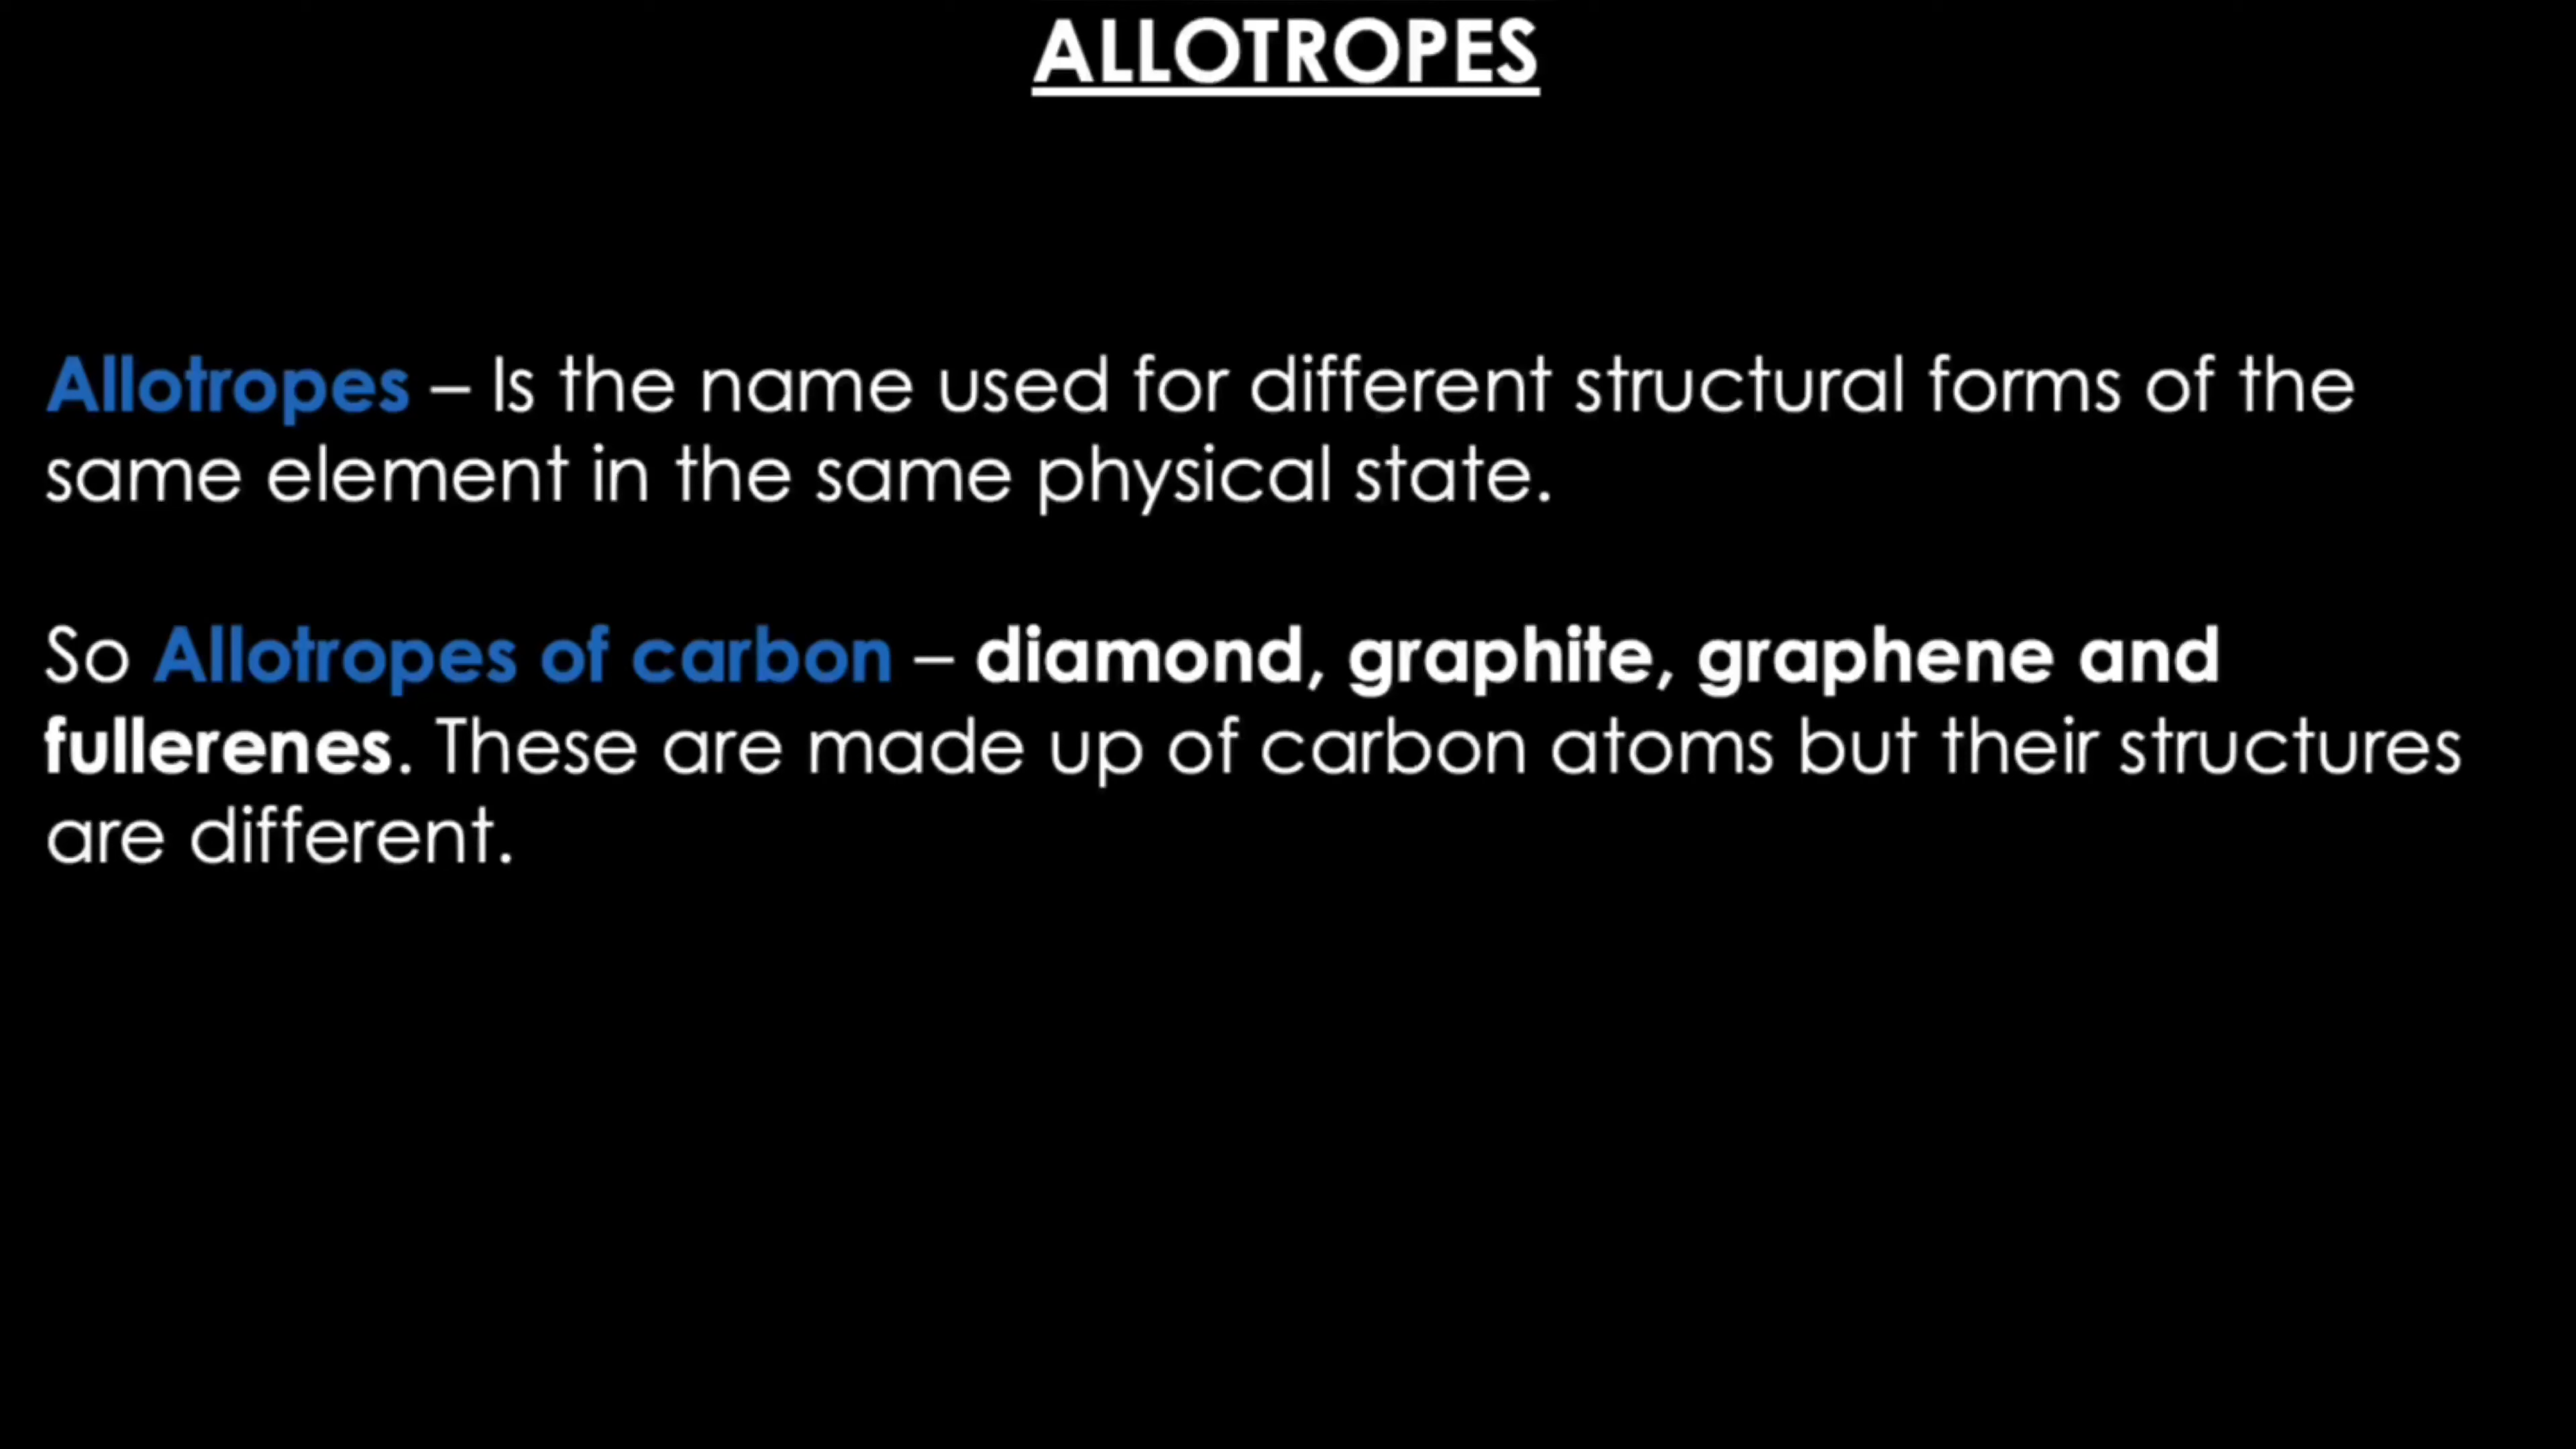 ALLOTROPES
Allotropes – Is the name used for different structural forms of the
same element in the same physical state.
So Allotropes of carbon – diamond, graphite, graphene and
fullerenes. These are made up of carbon atoms but their structures
are different.